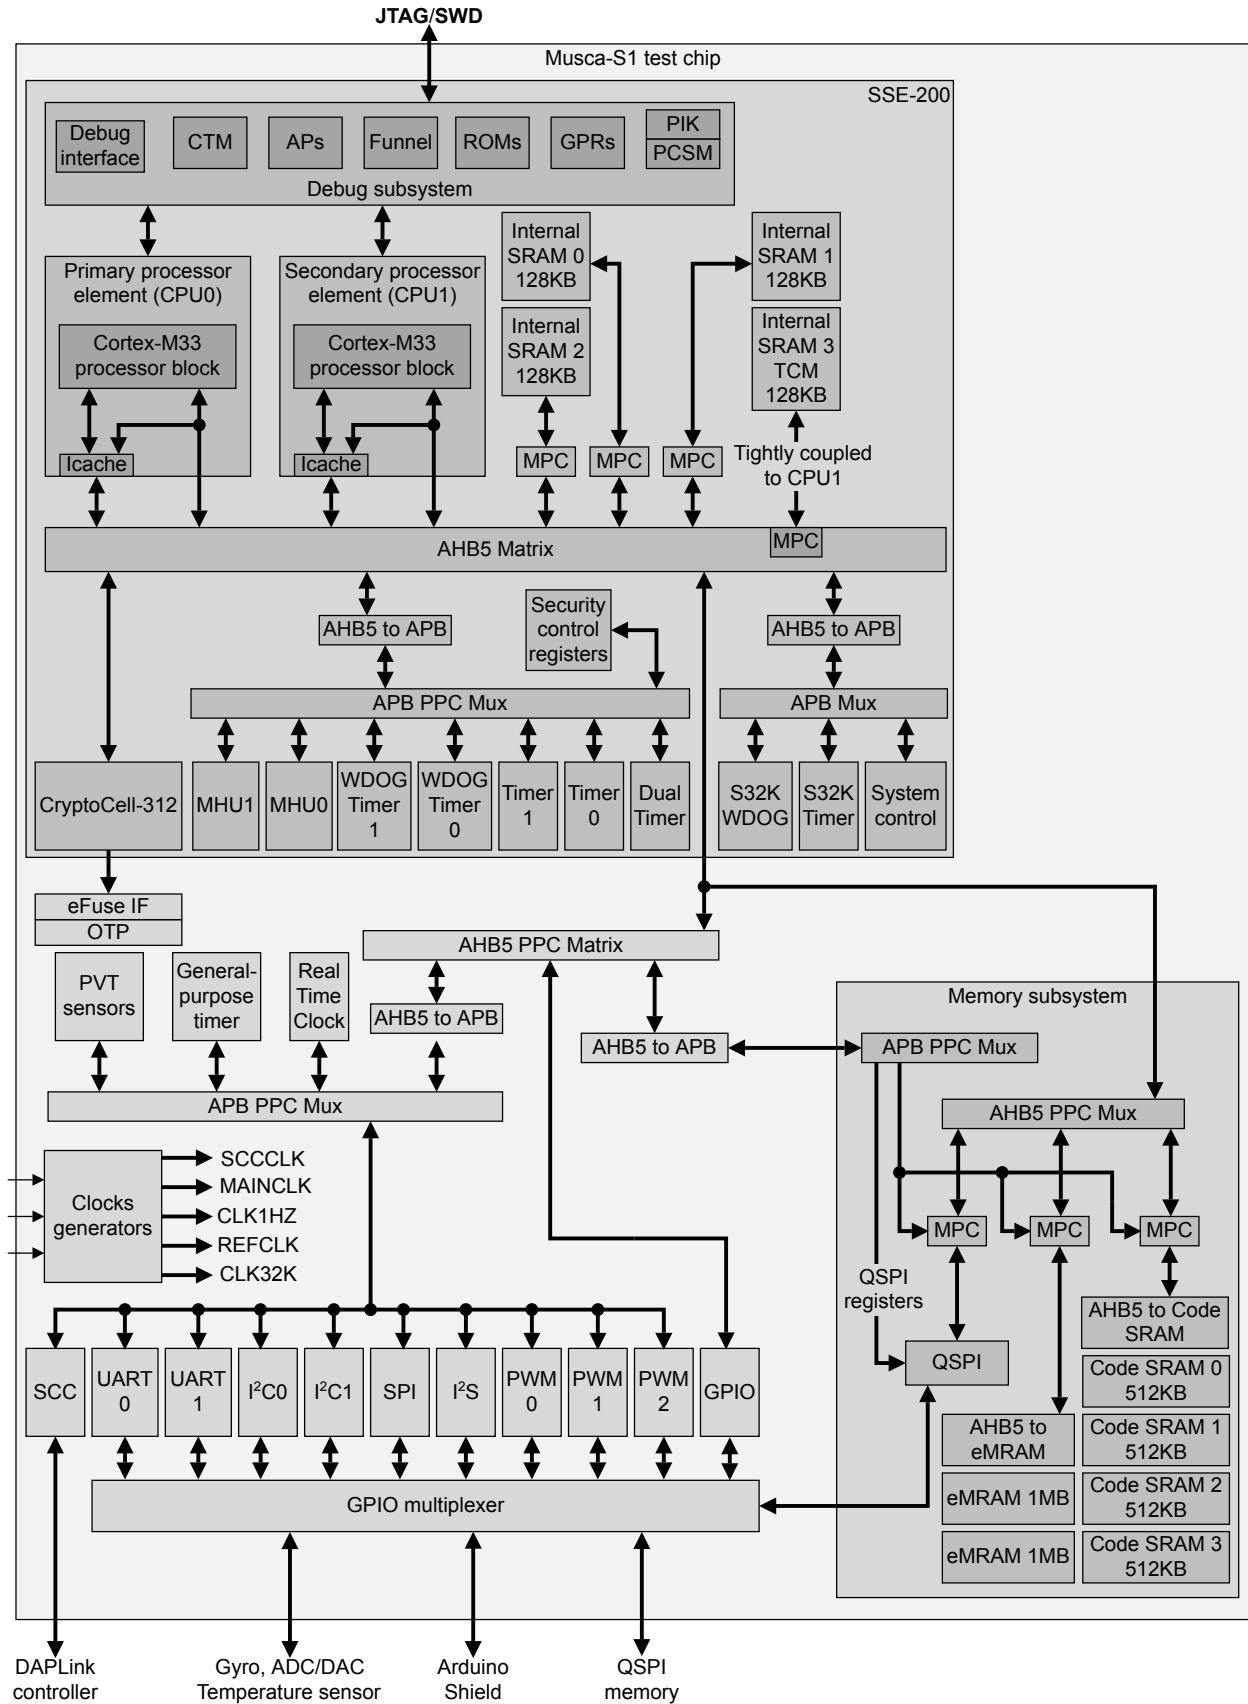 JTAG/SWD
Musca-S1 test chip
SSE-200
Debug
interface
CTM
APs
Funnel
ROMs
GPRs
PIK
PCSM
Debug subsystem
Primary processor
element (CPU0)
Cortex-M33
processor block
Icache
Secondary processor
element (CPU1)
Cortex-M33
processor block
Icache
Internal
SRAM 0
128KB
Internal
SRAM 2
128KB
Internal
SRAM 1
128KB
Internal
SRAM 3
TCM
128KB
MPC
MPC
MPC
Tightly coupled
to CPU1
AHB5 Matrix
MPC
AHB5 to APB
Security
control
registers
AHB5 to APB
APB PPC Mux
APB Mux
CryptoCell-312
MHU1
MHU0
WDOG
Timer
1
WDOG
Timer
0
Timer
1
Timer
0
Dual
Timer
S32K
WDOG
S32K
Timer
System
control
eFuse IF
OTP
AHB5 PPC Matrix
PVT
sensors
General-
purpose
timer
Real
Time
Clock
AHB5 to APB
AHB5 to APB
APB PPC Mux
Memory subsystem
APB PPC Mux
AHB5 PPC Mux
MPC
MPC
MPC
QSPI
registers
AHB5 to Code
SRAM
QSPI
Code SRAM 0
512KB
AHB5 to
eMRAM
Code SRAM 1
512KB
eMRAM 1MB
Code SRAM 2
512KB
eMRAM 1MB
Code SRAM 3
512KB
Clocks
generators
SCCCLK
MAINCLK
CLK1HZ
REFCLK
CLK32K
SCC
UART
0
UART
1
I²C0
I²C1
SPI
I²S
PWM
0
PWM
1
PWM
2
GPIO
GPIO multiplexer
DAPLink
controller
Gyro, ADC/DAC
Temperature sensor
Arduino
Shield
QSPI
memory